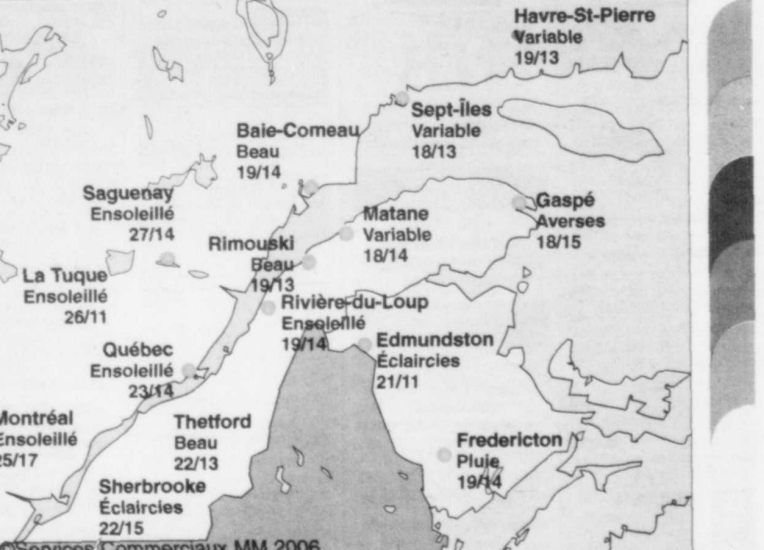 Havre-St-Pierre
Variable
19/13
Sept-Îles
Variable
18/13
Baie-Comeau
Beau
19/14
Saguenay
Ensoleillé
27/14
Gaspé
Averses
18/15
Matane
Variable
18/14
Rimouski
Beau
19/13
La Tuque
Ensoleillé
26/11
Rivière-du-Loup
Ensoleillé
19/14
Edmundston
Éclaircies
21/11
Québec
Ensoleillé
23/14
Montréal
Ensoleillé
25/17
Thetford
Beau
22/13
Fredericton
Pluie
19/14
Sherbrooke
Éclaircies
22/15
©Services Commerciaux MM 2006